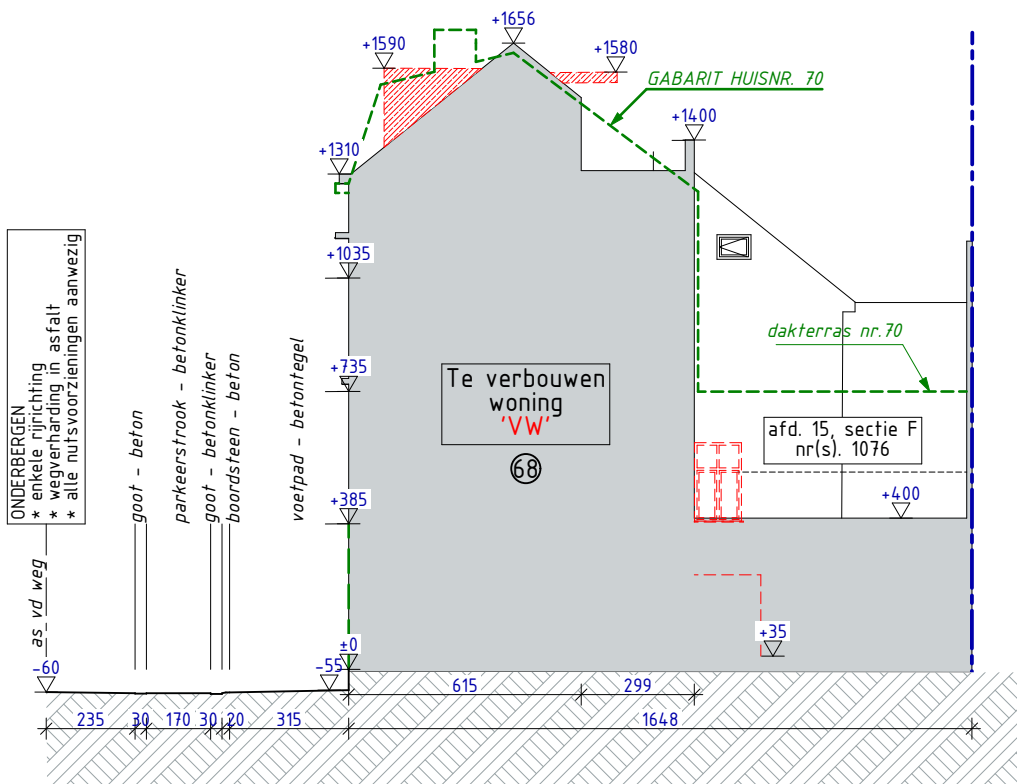 +1656
+1590
+1580
GABARIT HUISNR. 70
+1400
+1310
+1035
ONDERBERGEN
* enkele rijrichting
* wegverharding in asfalt
* alle nutsvoorzieningen aanwezig
goot - beton
parkeerstrook - betonklinker
goot - betonklinker
boordsteen - beton
voetpad - betontegel
dakterras nr.70
+735
Te verbouwen
woning
'VW'
68
afd. 15, sectie F
nr(s). 1076
+385
+400
as vd weg
+35
±0
-60
-55
615
299
235
30
170
30
20
315
1648